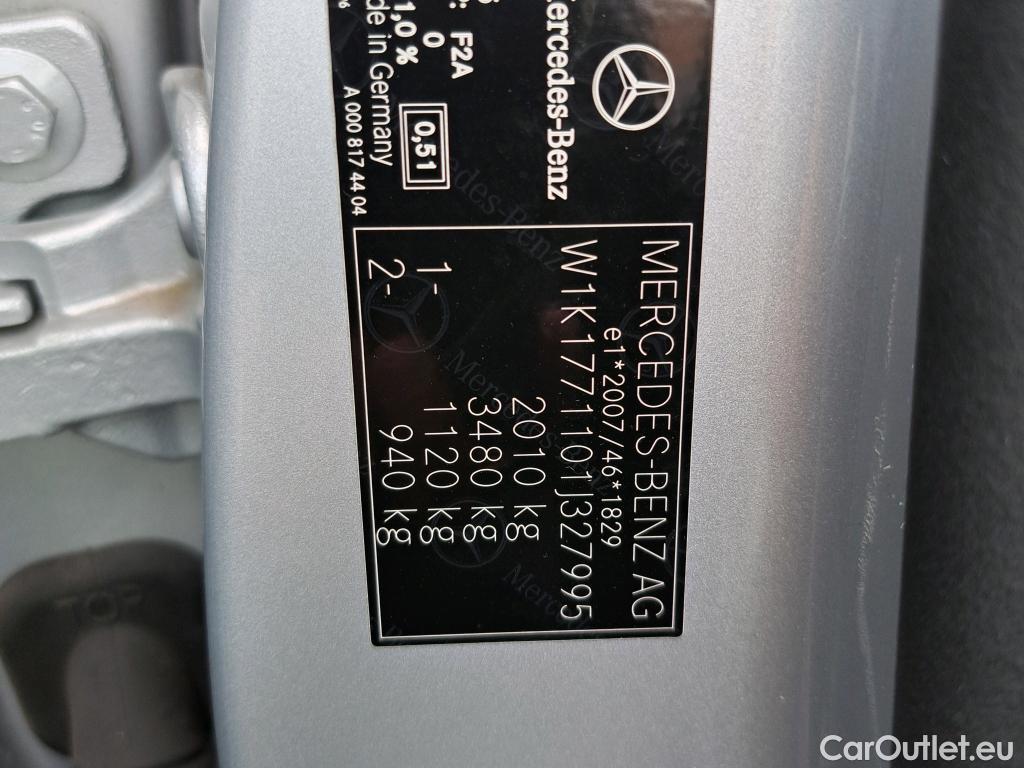 MERCEDES-BENZ AG
e1*2007/46*1829
W1K1771101J327995
2010 kg
3480 kg
1- 1120 kg
2- 940 kg
Mercedes-Benz
F2A
0
0,51
1,0 %
de in Germany
A 000 817 44 04
TOP
CarOutlet.eu